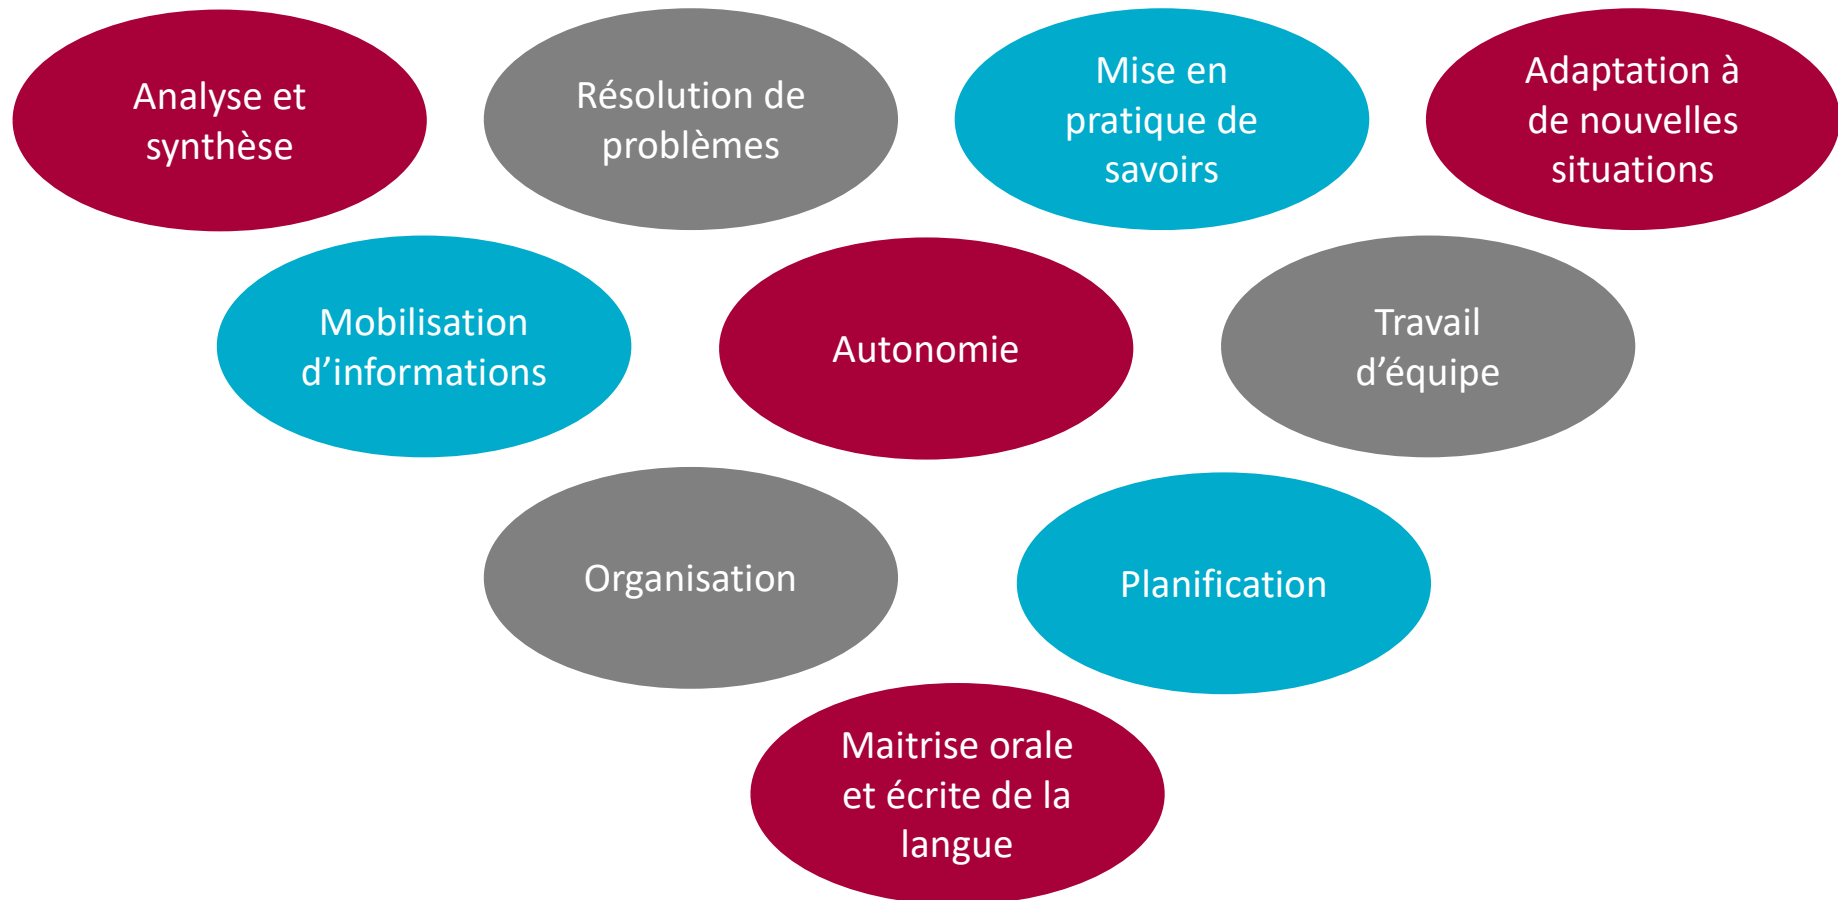 Analyse et
synthèse
Résolution de
problèmes
Mise en
pratique de
savoirs
Adaptation à
de nouvelles
situations
Mobilisation
d’informations
Autonomie
Travail
d’équipe
Organisation
Planification
Maitrise orale
et écrite de la
langue